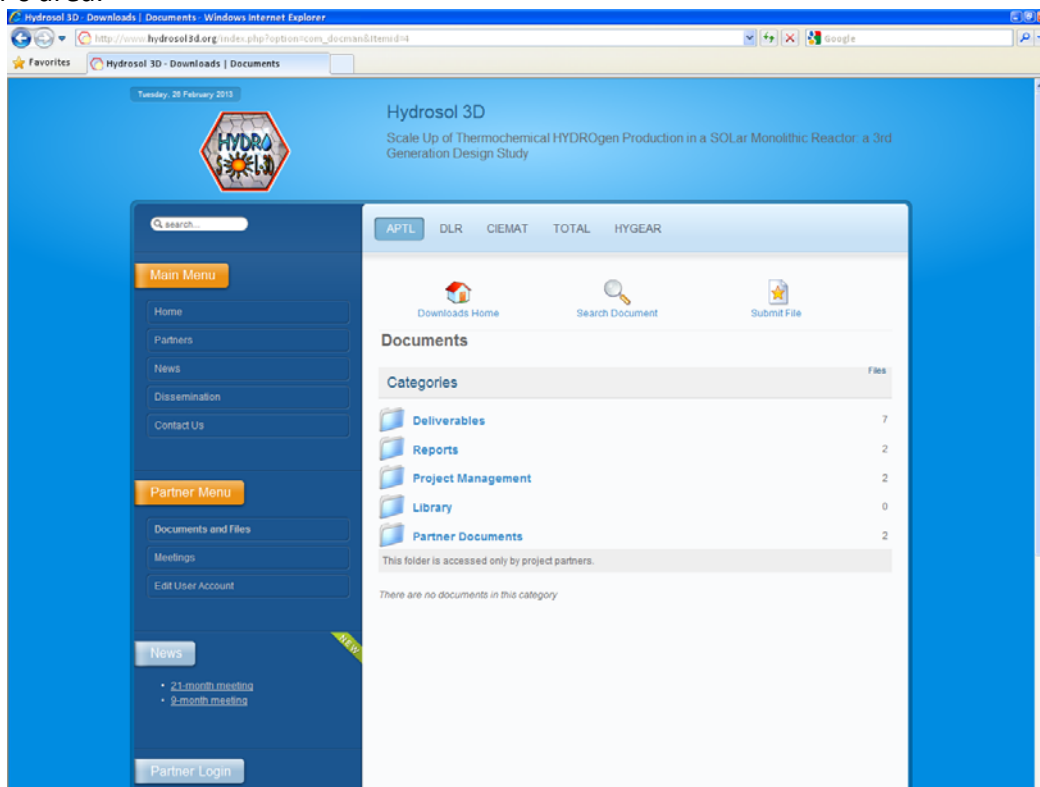 Hydrosol 3D - Downloads | Documents - Windows Internet Explorer
http://www.hydrosol3d.org/index.php?option=com_docman&Itemid=4
Google
Favorites
Hydrosol 3D - Downloads | Documents
Tuesday, 26 February 2013
HYDRO
SOL3D
Hydrosol 3D
Scale Up of Thermochemical HYDROgen Production in a SOLar Monolithic Reactor: a 3rd
Generation Design Study
search...
APTL DLR CIEMAT TOTAL HYGEAR
Main Menu
Home
Partners
News
Dissemination
Contact Us
Partner Menu
Documents and Files
Meetings
Edit User Account
News
NEW
21-month meeting
9-month meeting
Partner Login
Downloads Home Search Document Submit File
Documents
Categories Files
Deliverables 7
Reports 2
Project Management 2
Library 0
Partner Documents 2
This folder is accessed only by project partners.
There are no documents in this category